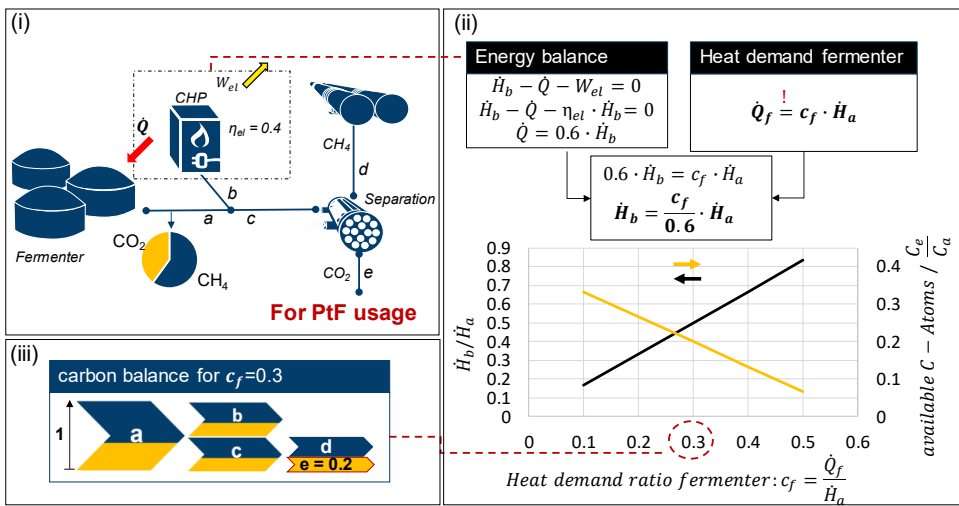 (i)
W_el
CHP
Q̇
η_el = 0.4
CH4
d
b
a
c
Separation
Fermenter
CO2
CH4
CO2
e
For PtF usage
(ii)
Energy balance
Ḣ_b − Q̇ − W_el = 0
Ḣ_b − Q̇ − η_el · Ḣ_b = 0
Q̇ = 0.6 · Ḣ_b
Heat demand fermenter
!
Q̇_f = c_f · Ḣ_a
0.6 · Ḣ_b = c_f · Ḣ_a
Ḣ_b = c_f / 0.6 · Ḣ_a
Ḣ_b/Ḣ_a
0.9
0.8
0.7
0.6
0.5
0.4
0.3
0.2
0.1
0
0.4
0.3
0.2
0.1
0
available C − Atoms / C_e / C_a
0 0.1 0.2 0.3 0.4 0.5 0.6
Heat demand ratio fermenter: c_f = Q̇_f / Ḣ_a
(iii)
carbon balance for c_f=0.3
1
a
b
c
d
e = 0.2